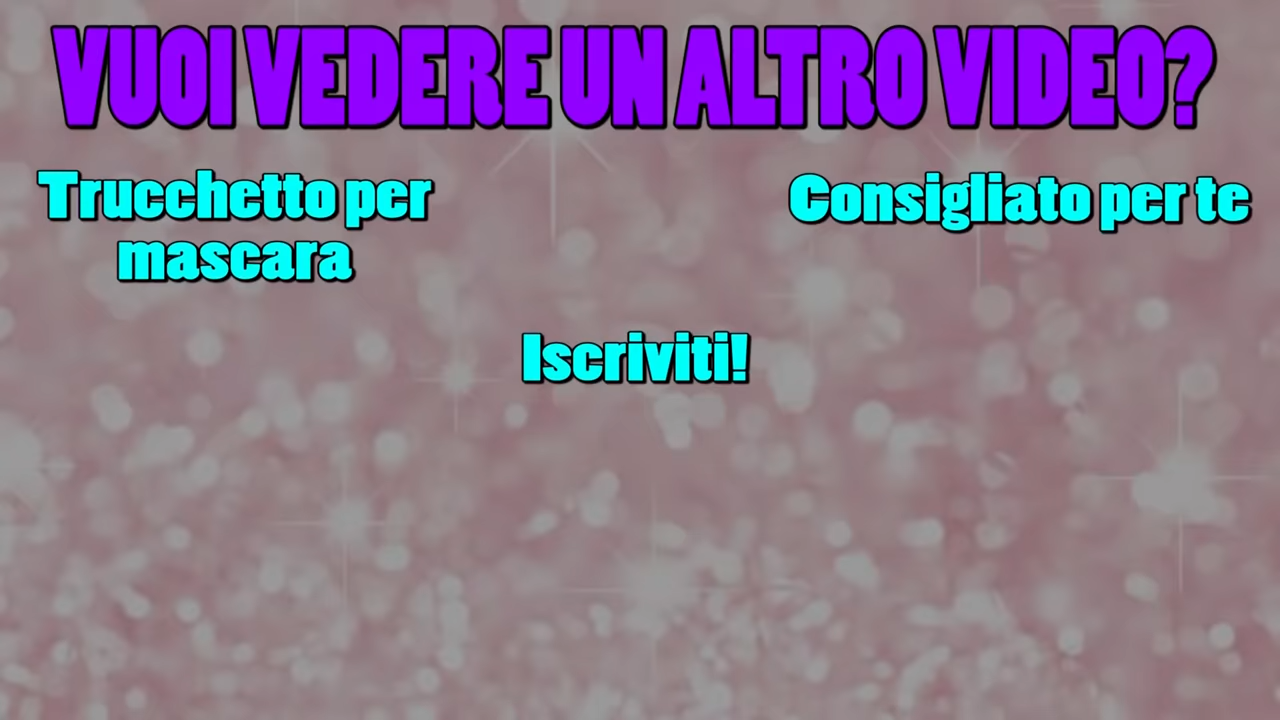 VUOI VEDERE UN ALTRO VIDEO?
Trucchetto per
mascara
Consigliato per te
Iscriviti!